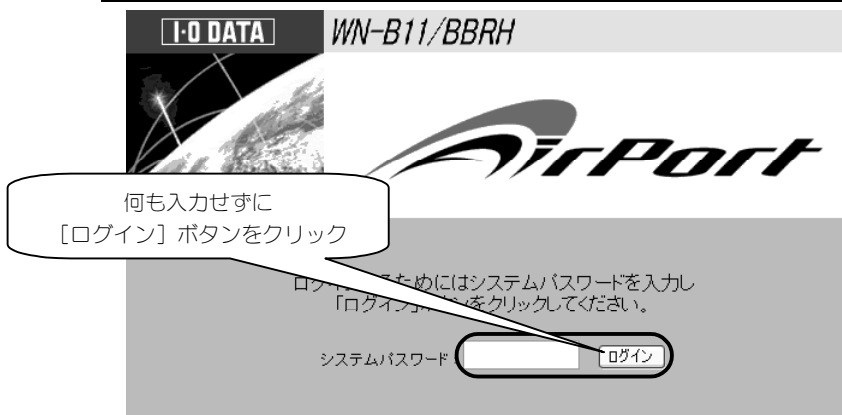 I·O DATA
WN-B11/BBRH
AirPort
何も入力せずに
［ログイン］ボタンをクリック
ログ るためにはシステムパスワードを入力し
「ログイン」 ンをクリックしてください。
システムパスワード
ログイン